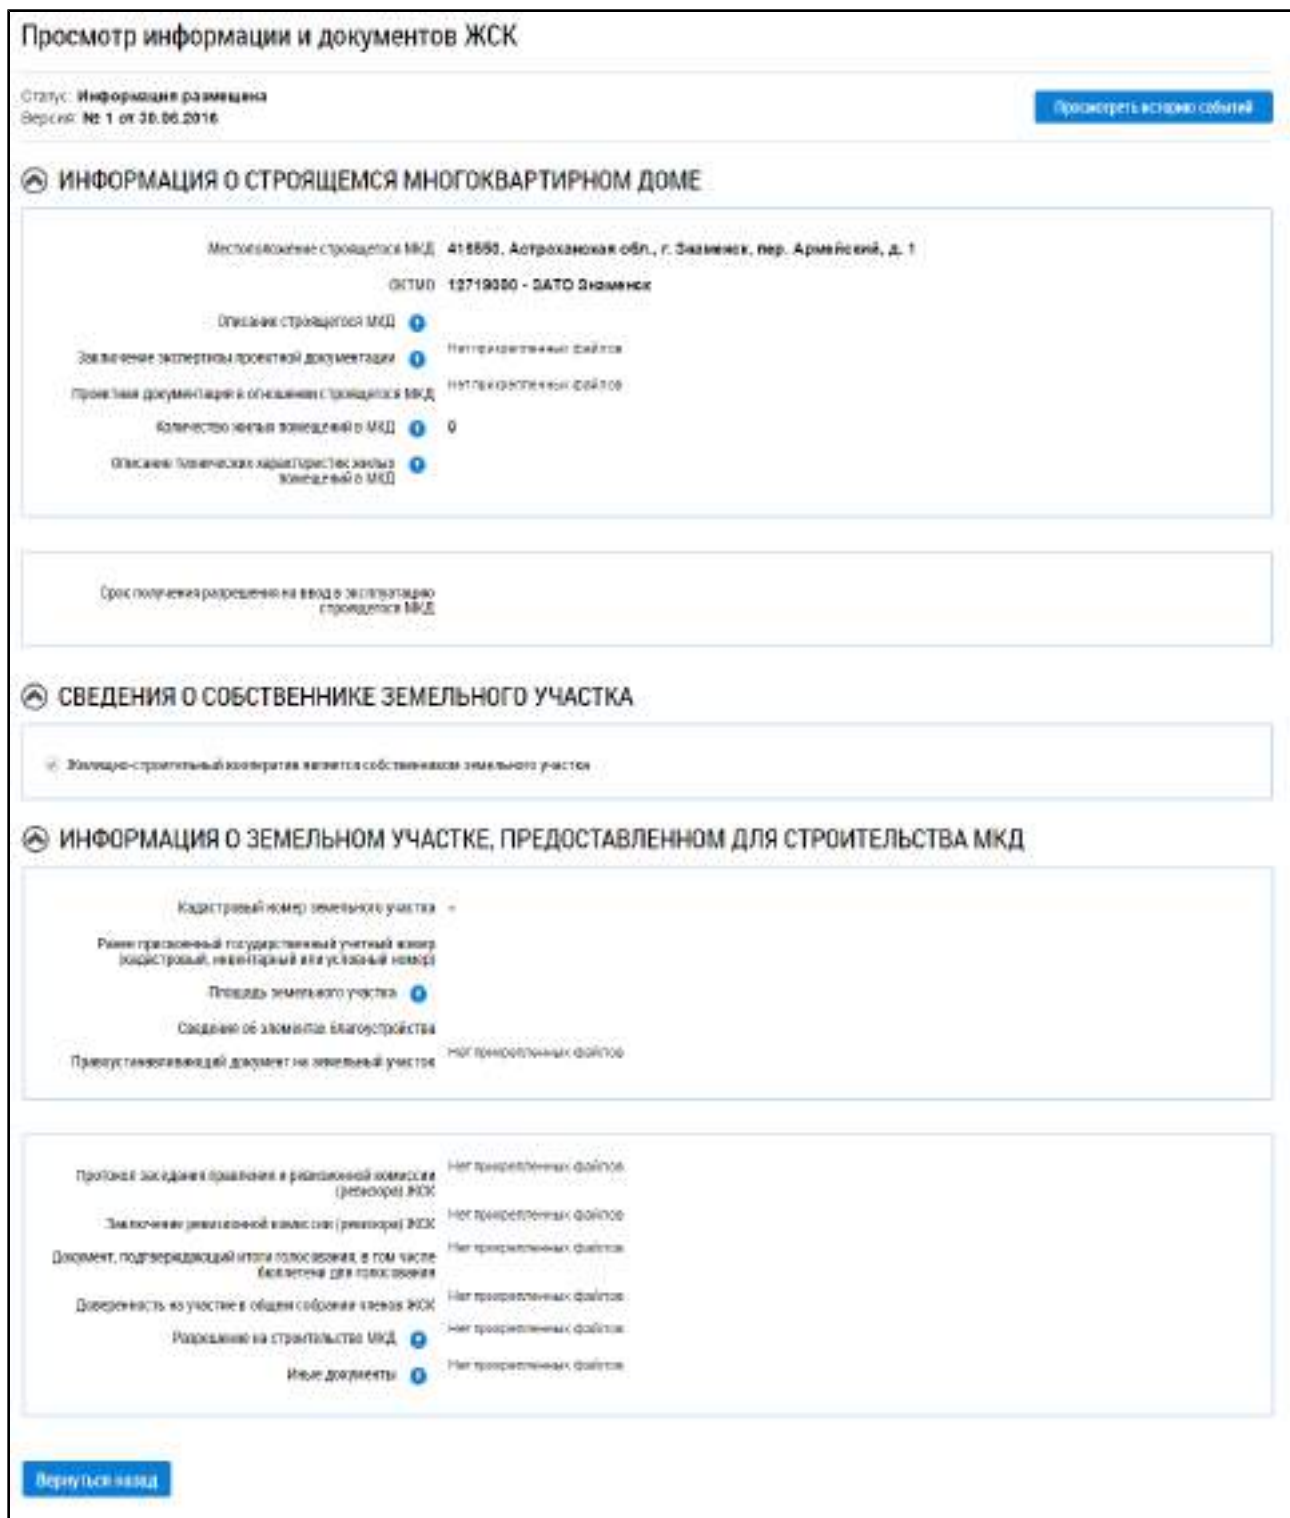 Просмотр информации и документов ЖСК
Статус: Информация размещена
Версия: № 1 от 30.06.2016
Просмотреть историю событий
ИНФОРМАЦИЯ О СТРОЯЩЕМСЯ МНОГОКВАРТИРНОМ ДОМЕ
Местоположение строящегося МКД 416550, Астраханская обл., г. Знаменск, пер. Армейский, д. 1
ОКТМО 12719000 - ЗАТО Знаменск
Описание строящегося МКД
Заключение экспертизы проектной документации Нет прикрепленных файлов
Проектная документация в отношении строящегося МКД Нет прикрепленных файлов
Количество жилых помещений в МКД 0
Описание технических характеристик жилых
помещений в МКД
Срок получения разрешения на ввод в эксплуатацию
строящегося МКД
СВЕДЕНИЯ О СОБСТВЕННИКЕ ЗЕМЕЛЬНОГО УЧАСТКА
Жилищно-строительный кооператив является собственником земельного участка
ИНФОРМАЦИЯ О ЗЕМЕЛЬНОМ УЧАСТКЕ, ПРЕДОСТАВЛЕННОМ ДЛЯ СТРОИТЕЛЬСТВА МКД
Кадастровый номер земельного участка -
Ранее присвоенный государственный учетный номер
(кадастровый, инвентарный или условный номер)
Площадь земельного участка
Сведения об элементах благоустройства
Правоустанавливающий документ на земельный участок Нет прикрепленных файлов
Протокол заседания правления и ревизионной комиссии Нет прикрепленных файлов
(ревизора) ЖСК
Заключение ревизионной комиссии (ревизора) ЖСК Нет прикрепленных файлов
Документ, подтверждающий итоги голосования, в том числе Нет прикрепленных файлов
бюллетени для голосования
Доверенность на участие в общем собрании членов ЖСК Нет прикрепленных файлов
Разрешение на строительство МКД Нет прикрепленных файлов
Иные документы Нет прикрепленных файлов
Вернуться назад